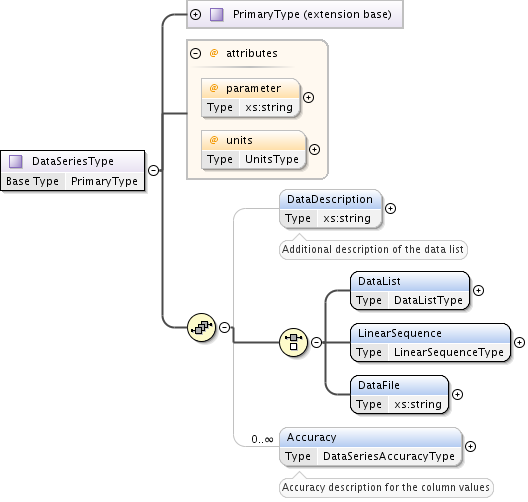 PrimaryType (extension base)
@ attributes
@ parameter
Type xs:string
@ units
Type UnitsType
DataSeriesType
Base Type PrimaryType
DataDescription
Type xs:string
Additional description of the data list
DataList
Type DataListType
LinearSequence
Type LinearSequenceType
DataFile
Type xs:string
0..∞
Accuracy
Type DataSeriesAccuracyType
Accuracy description for the column values